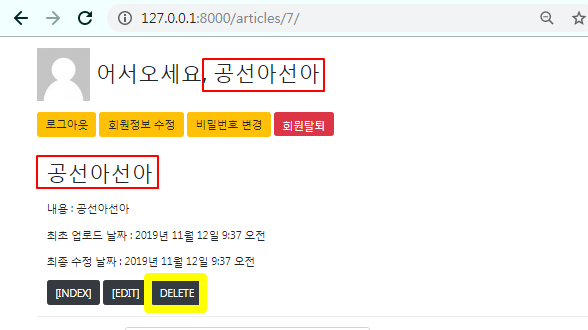 127.0.0.1:8000/articles/7/
어서오세요, 공선아선아
로그아웃 회원정보 수정 비밀번호 변경 회원탈퇴
공선아선아
내용 : 공선아선아
최초 업로드 날짜 : 2019년 11월 12일 9:37 오전
최종 수정 날짜 : 2019년 11월 12일 9:37 오전
[INDEX] [EDIT] DELETE